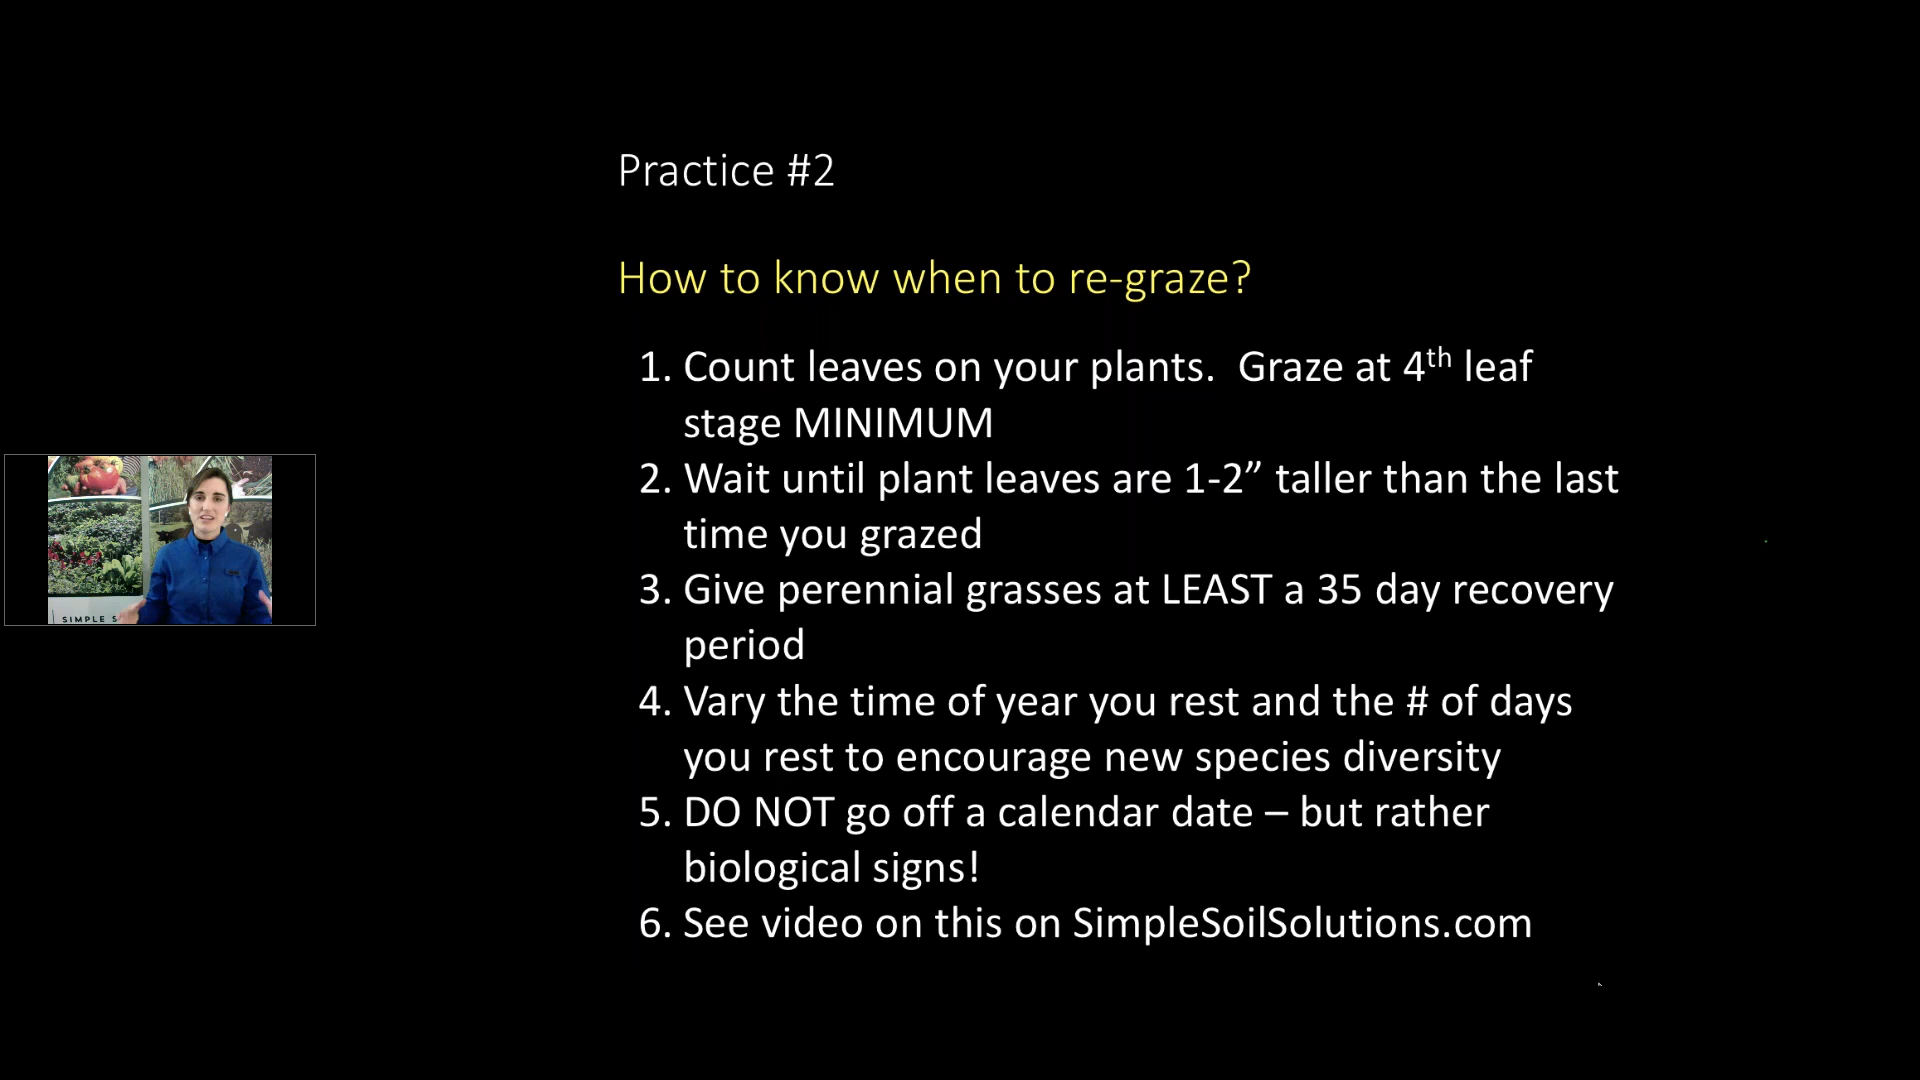 Practice #2
How to know when to re-graze?
1. Count leaves on your plants.  Graze at 4th leaf
stage MINIMUM
2. Wait until plant leaves are 1-2” taller than the last
time you grazed
3. Give perennial grasses at LEAST a 35 day recovery
period
4. Vary the time of year you rest and the # of days
you rest to encourage new species diversity
5. DO NOT go off a calendar date – but rather
biological signs!
6. See video on this on SimpleSoilSolutions.com
SIMPLE S